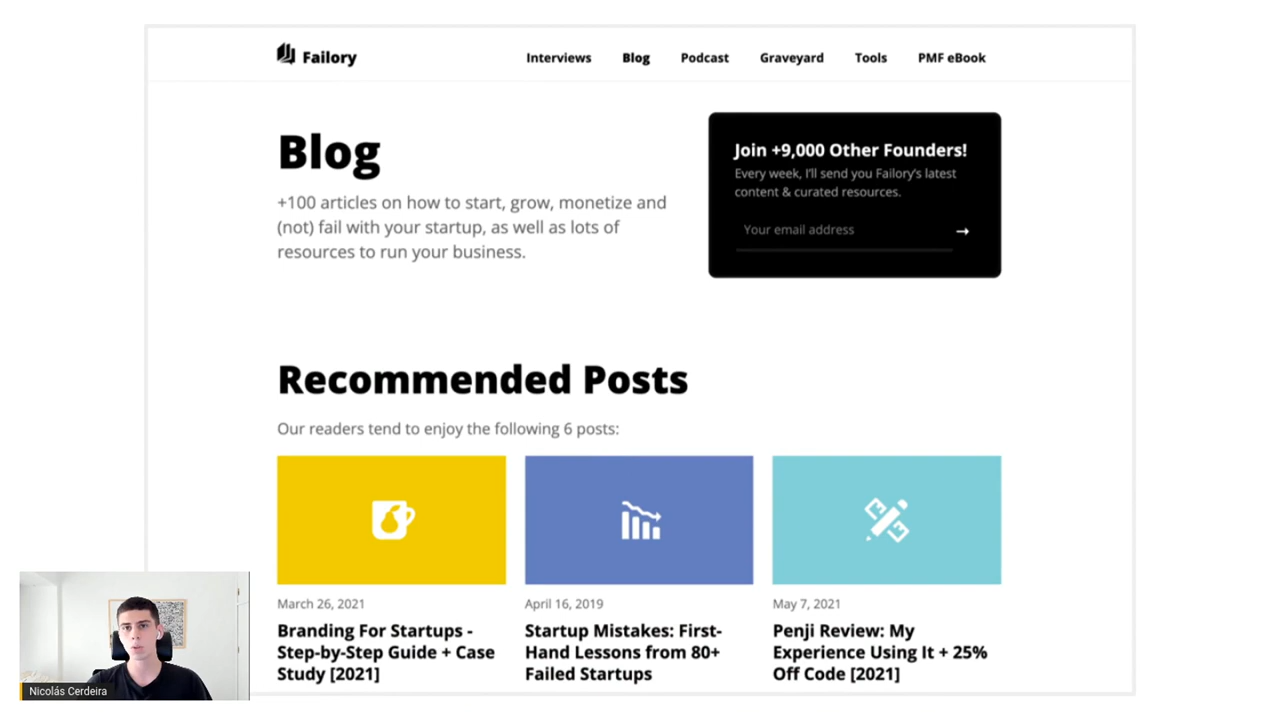 Failory
Interviews
Blog
Podcast
Graveyard
Tools
PMF eBook
Blog
+100 articles on how to start, grow, monetize and
(not) fail with your startup, as well as lots of
resources to run your business.
Join +9,000 Other Founders!
Every week, I'll send you Failory's latest
content & curated resources.
Your email address
Recommended Posts
Our readers tend to enjoy the following 6 posts:
March 26, 2021
Branding For Startups -
Step-by-Step Guide + Case
Study [2021]
April 16, 2019
Startup Mistakes: First-
Hand Lessons from 80+
Failed Startups
May 7, 2021
Penji Review: My
Experience Using It + 25%
Off Code [2021]
Nicolás Cerdeira